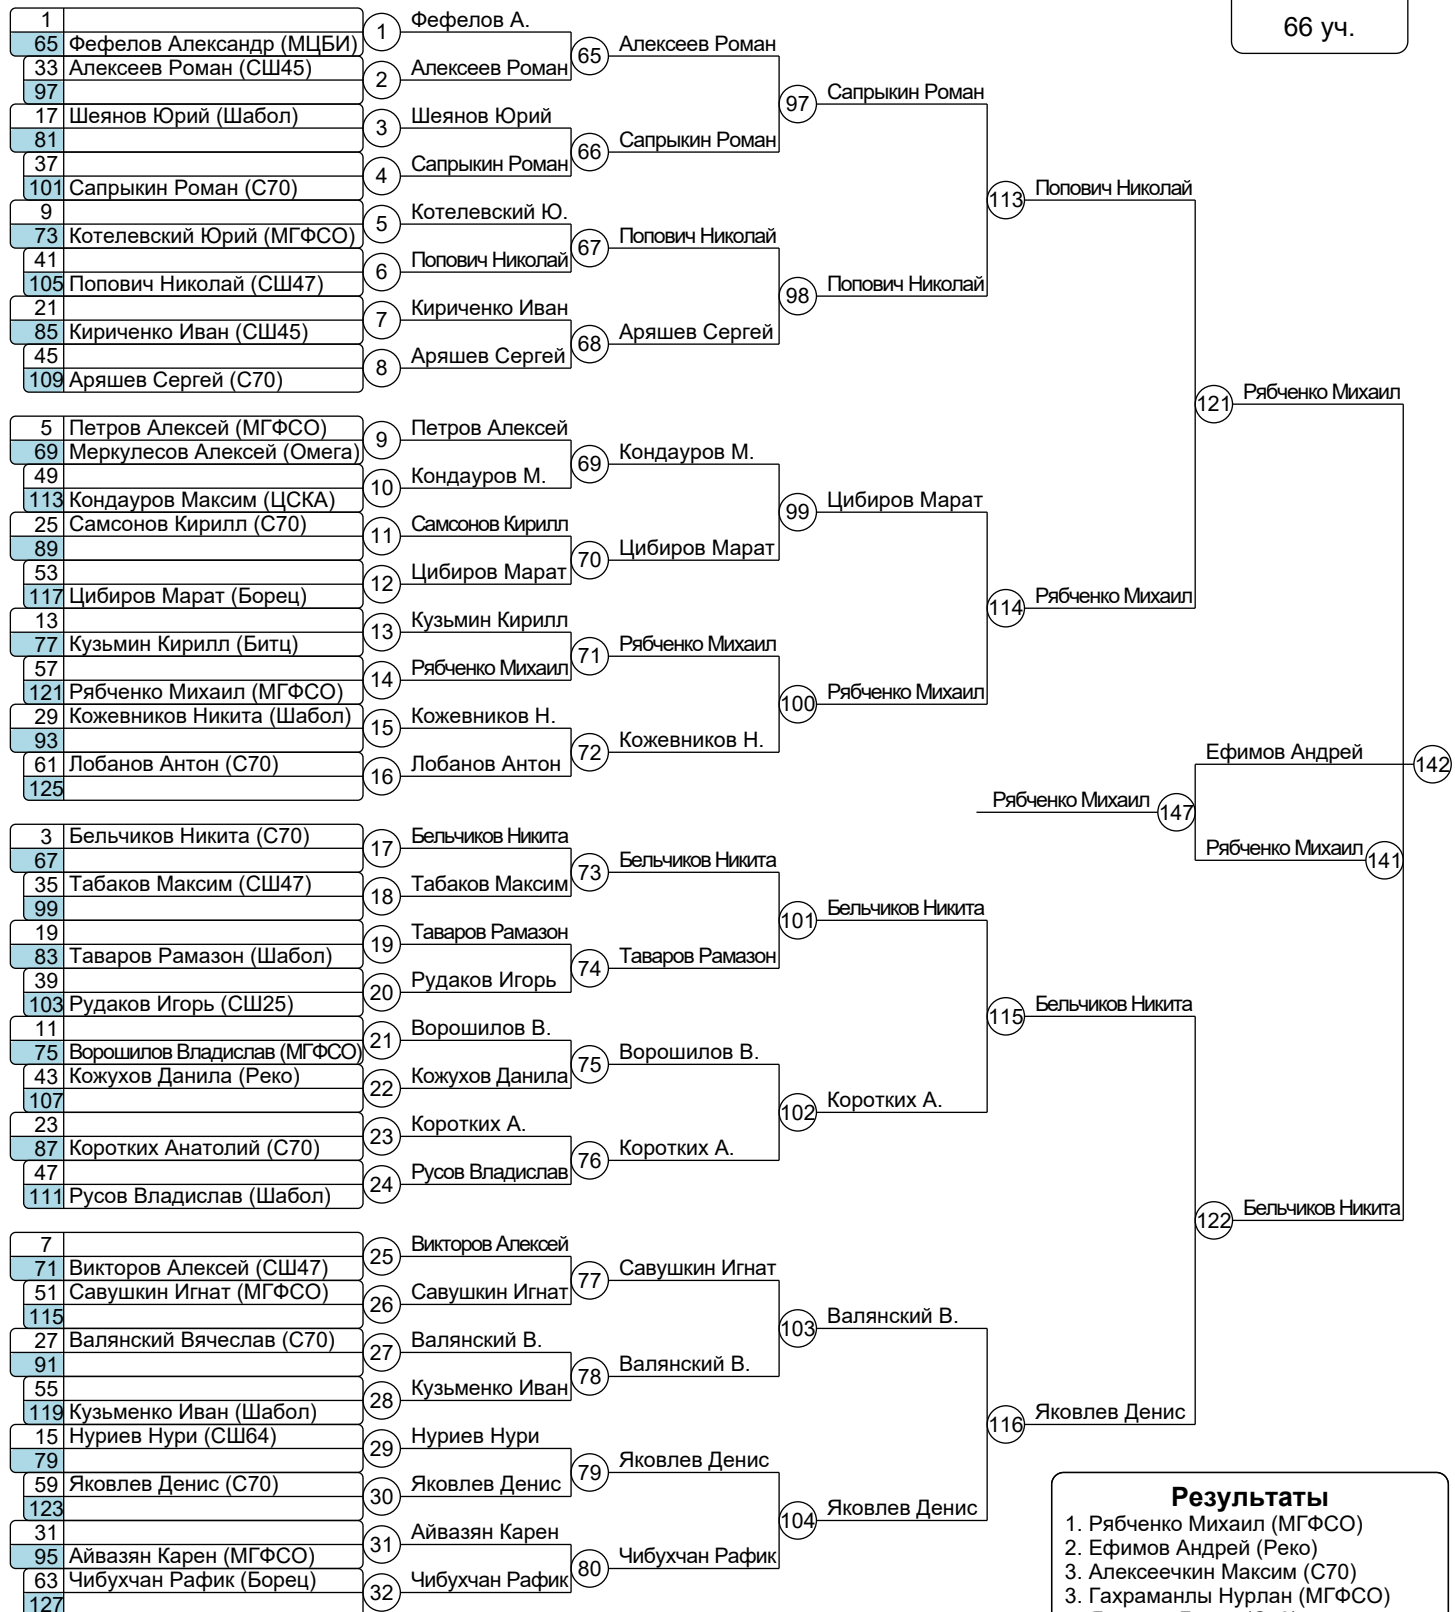 66 уч.
1
65 Фефелов Александр (МЦБИ)
33 Алексеев Роман (СШ45)
97
17 Шеянов Юрий (Шабол)
81
37
101 Сапрыкин Роман (С70)
9
73 Котелевский Юрий (МГФСО)
41
105 Попович Николай (СШ47)
21
85 Кириченко Иван (СШ45)
45
109 Аряшев Сергей (С70)
5 Петров Алексей (МГФСО)
69 Меркулесов Алексей (Омега)
49
113 Кондауров Максим (ЦСКА)
25 Самсонов Кирилл (С70)
89
53
117 Цибиров Марат (Борец)
13
77 Кузьмин Кирилл (Битц)
57
121 Рябченко Михаил (МГФСО)
29 Кожевников Никита (Шабол)
93
61 Лобанов Антон (С70)
125
3 Бельчиков Никита (С70)
67
35 Табаков Максим (СШ47)
99
19
83 Таваров Рамазон (Шабол)
39
103 Рудаков Игорь (СШ25)
11
75 Ворошилов Владислав (МГФСО)
43 Кожухов Данила (Реко)
107
23
87 Коротких Анатолий (С70)
47
111 Русов Владислав (Шабол)
7
71 Викторов Алексей (СШ47)
51 Савушкин Игнат (МГФСО)
115
27 Валянский Вячеслав (С70)
91
55
119 Кузьменко Иван (Шабол)
15 Нуриев Нури (СШ64)
79
59 Яковлев Денис (С70)
123
31
95 Айвазян Карен (МГФСО)
63 Чибухчан Рафик (Борец)
127
1 Фефелов А.
2 Алексеев Роман
3 Шеянов Юрий
4 Сапрыкин Роман
5 Котелевский Ю.
6 Попович Николай
7 Кириченко Иван
8 Аряшев Сергей
9 Петров Алексей
10 Кондауров М.
11 Самсонов Кирилл
12 Цибиров Марат
13 Кузьмин Кирилл
14 Рябченко Михаил
15 Кожевников Н.
16 Лобанов Антон
17 Бельчиков Никита
18 Табаков Максим
19 Таваров Рамазон
20 Рудаков Игорь
21 Ворошилов В.
22 Кожухов Данила
23 Коротких А.
24 Русов Владислав
25 Викторов Алексей
26 Савушкин Игнат
27 Валянский В.
28 Кузьменко Иван
29 Нуриев Нури
30 Яковлев Денис
31 Айвазян Карен
32 Чибухчан Рафик
65 Алексеев Роман
66 Сапрыкин Роман
67 Попович Николай
68 Аряшев Сергей
69 Кондауров М.
70 Цибиров Марат
71 Рябченко Михаил
72 Кожевников Н.
73 Бельчиков Никита
74 Таваров Рамазон
75 Ворошилов В.
76 Коротких А.
77 Савушкин Игнат
78 Валянский В.
79 Яковлев Денис
80 Чибухчан Рафик
97 Сапрыкин Роман
98 Попович Николай
99 Цибиров Марат
100 Рябченко Михаил
101 Бельчиков Никита
102 Коротких А.
103 Валянский В.
104 Яковлев Денис
113 Попович Николай
114 Рябченко Михаил
115 Бельчиков Никита
116 Яковлев Денис
121 Рябченко Михаил
122 Бельчиков Никита
Ефимов Андрей 142
Рябченко Михаил 147
Рябченко Михаил 141
Результаты
1. Рябченко Михаил (МГФСО)
2. Ефимов Андрей (Реко)
3. Алексеечкин Максим (С70)
3. Гахраманлы Нурлан (МГФСО)